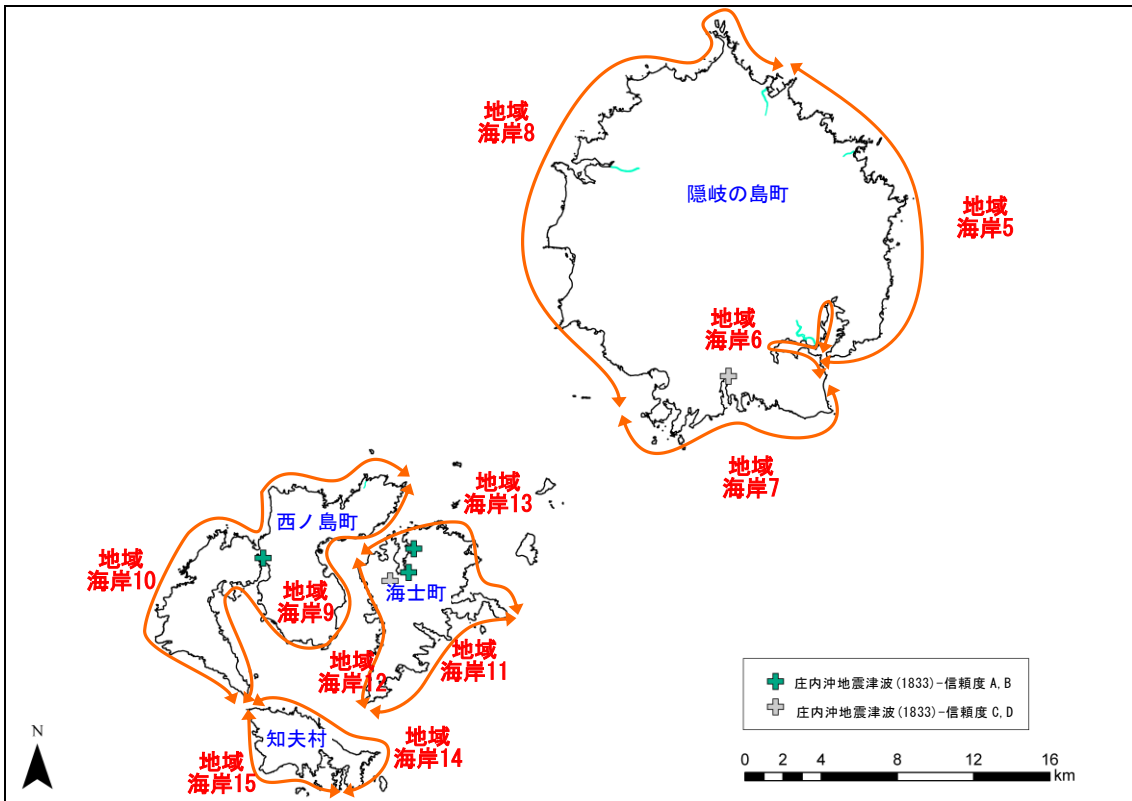 地域
海岸8
隠岐の島町
地域
海岸5
地域
海岸6
地域
海岸7
地域
海岸13
西ノ島町
地域
海岸10
地域
海岸9
海士町
地域
海岸12
地域
海岸11
知夫村
地域
海岸14
地域
海岸15
庄内沖地震津波(1833)-信頼度 A,B
庄内沖地震津波(1833)-信頼度 C,D
N
0 2 4 8 12 16
km